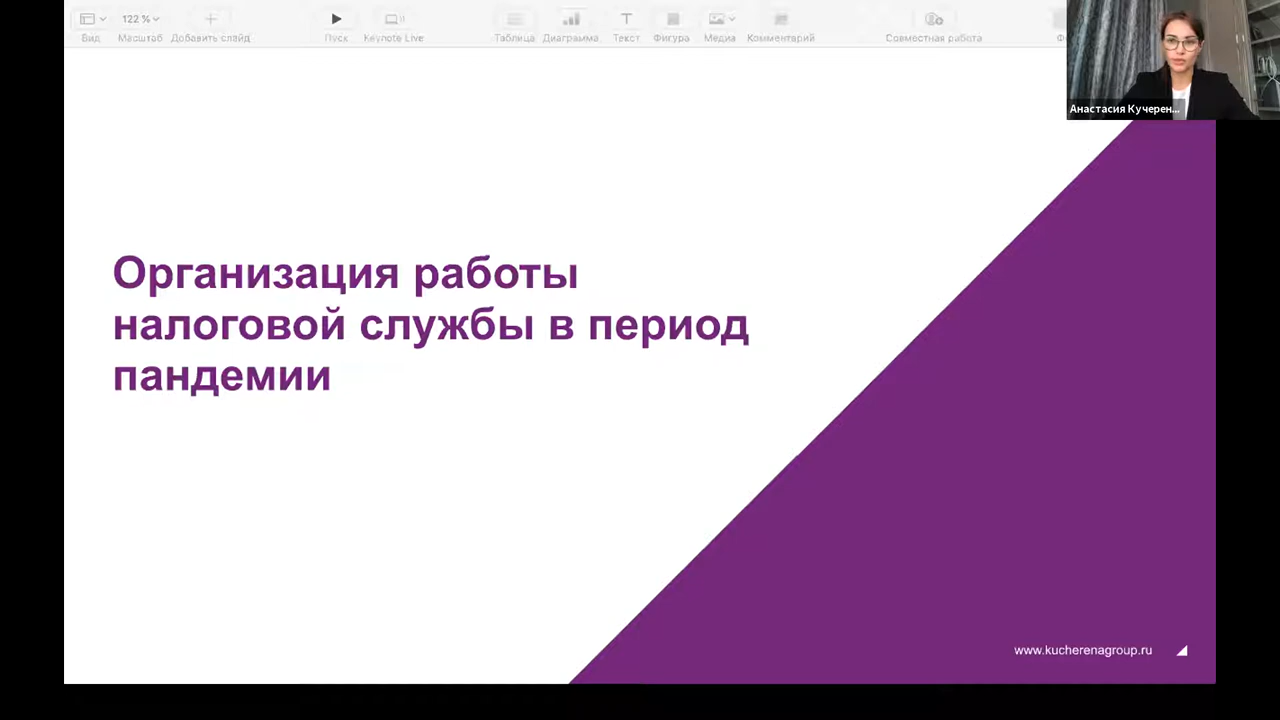 122 %
Вид
Масштаб
Добавить слайд
Пуск
Keynote Live
Таблица
Диаграмма
Текст
Фигура
Медиа
Комментарий
Совместная работа
Анастасия Кучерен...
Организация работы
налоговой службы в период
пандемии
www.kucherenagroup.ru